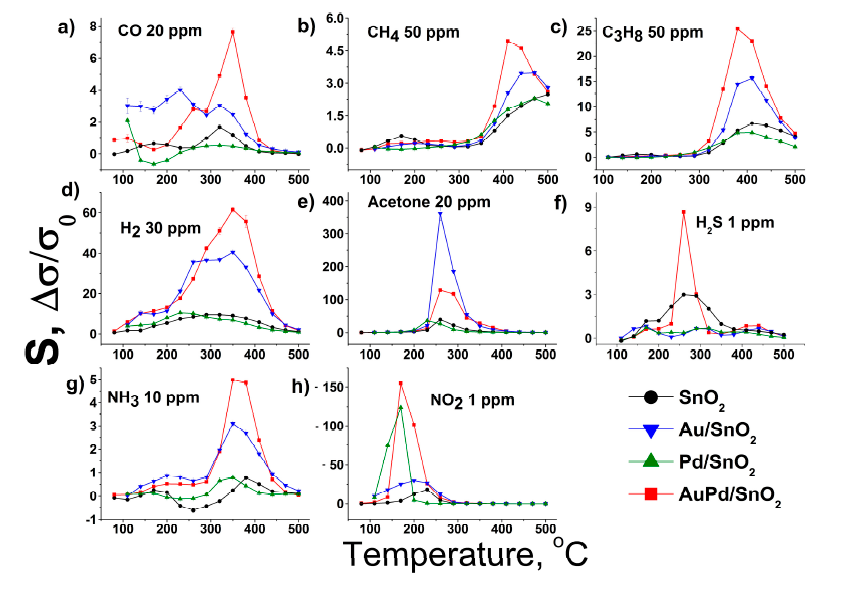 a)
CO 20 ppm
8
6
4
2
0
100 200 300 400 500
b)
CH4 50 ppm
6.0
4.5
3.0
1.5
0.0
100 200 300 400 500
c)
C3H8 50 ppm
25
20
15
10
5
0
100 200 300 400 500
d)
H2 30 ppm
60
40
20
0
100 200 300 400 500
e)
Acetone 20 ppm
400
300
200
100
0
100 200 300 400 500
f)
H2S 1 ppm
9
6
3
0
100 200 300 400 500
g)
NH3 10 ppm
5
4
3
2
1
0
-1
100 200 300 400 500
h)
NO2 1 ppm
- 150
- 100
- 50
0
100 200 300 400 500
S, Δσ/σ0
Temperature, °C
SnO2
Au/SnO2
Pd/SnO2
AuPd/SnO2